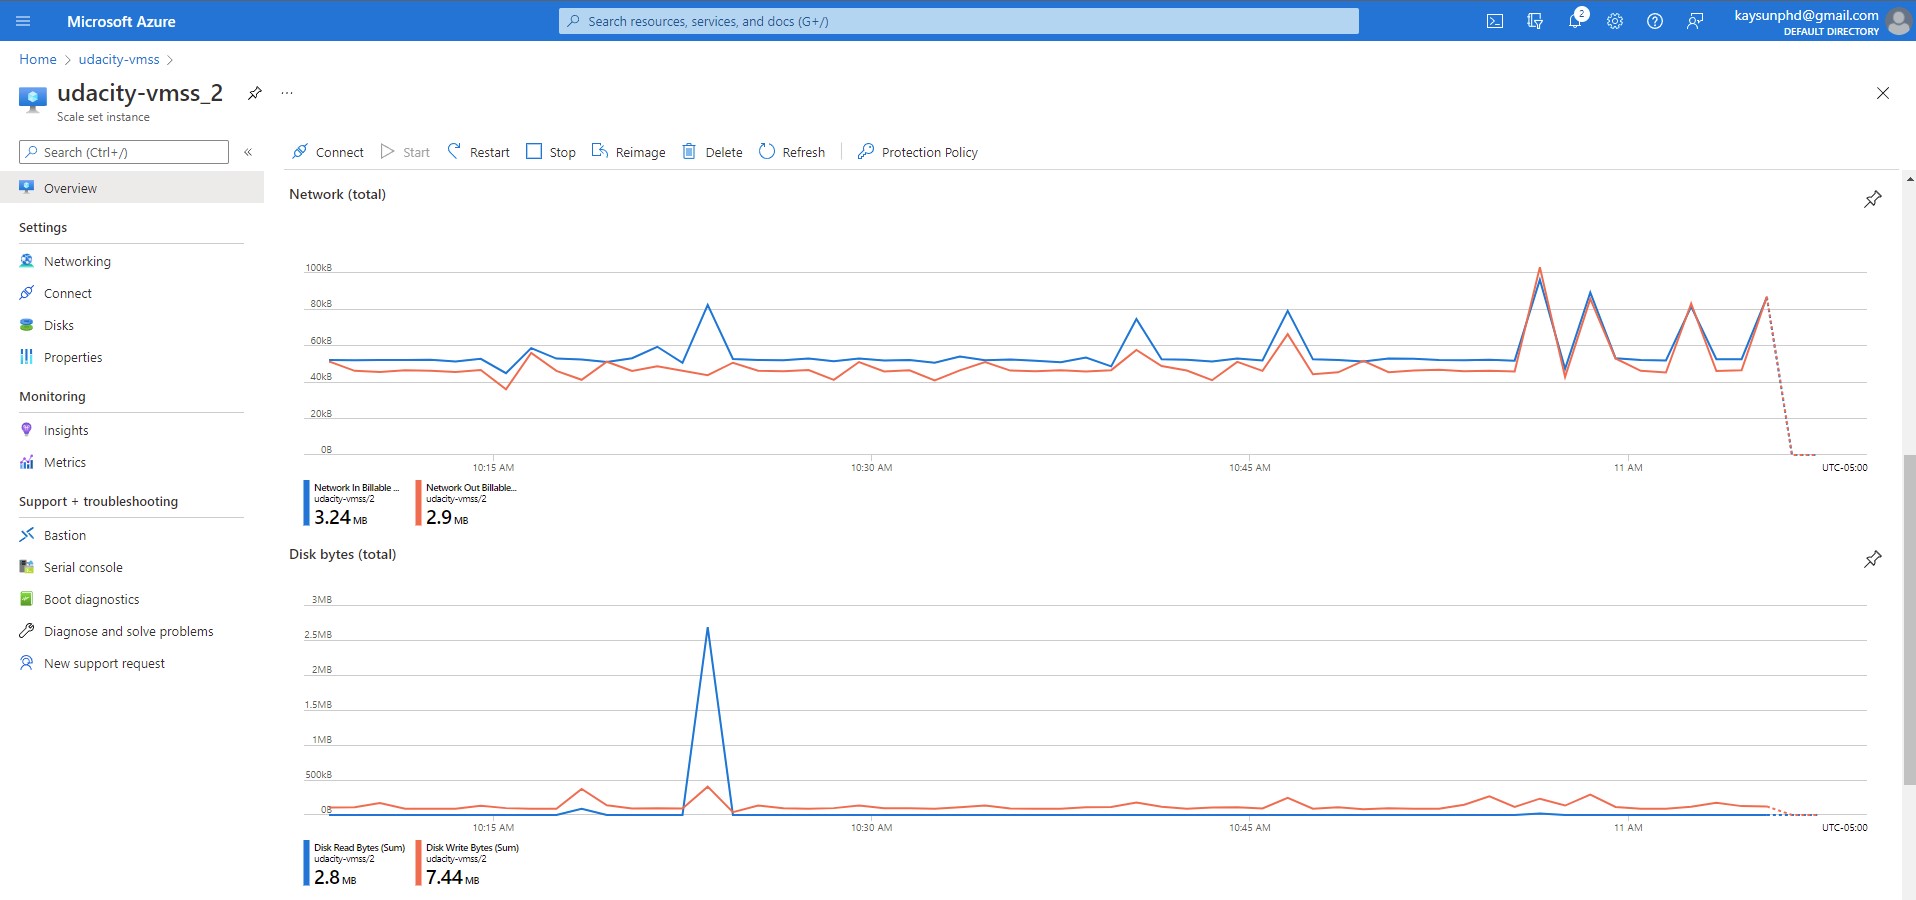 Microsoft Azure
Search resources, services, and docs (G+/)
2
kaysunphd@gmail.com
DEFAULT DIRECTORY
Home > udacity-vmss >
udacity-vmss_2
...
Scale set instance
Search (Ctrl+/)
«
Connect
Start
Restart
Stop
Reimage
Delete
Refresh
Protection Policy
Overview
Settings
Networking
Connect
Disks
Properties
Monitoring
Insights
Metrics
Support + troubleshooting
Bastion
Serial console
Boot diagnostics
Diagnose and solve problems
New support request
Network (total)
100kB
80kB
60kB
40kB
20kB
0B
10:15 AM
10:30 AM
10:45 AM
11 AM
UTC-05:00
Network In Billable ...
udacity-vmss/2
3.24 MB
Network Out Billable...
udacity-vmss/2
2.9 MB
Disk bytes (total)
3MB
2.5MB
2MB
1.5MB
1MB
500kB
0B
10:15 AM
10:30 AM
10:45 AM
11 AM
UTC-05:00
Disk Read Bytes (Sum)
udacity-vmss/2
2.8 MB
Disk Write Bytes (Sum)
udacity-vmss/2
7.44 MB